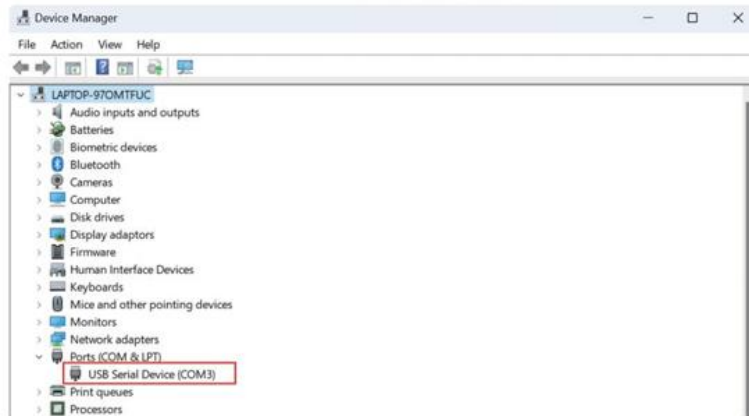 Device Manager
File Action View Help
LAPTOP-97OMTFUC
Audio inputs and outputs
Batteries
Biometric devices
Bluetooth
Cameras
Computer
Disk drives
Display adaptors
Firmware
Human Interface Devices
Keyboards
Mice and other pointing devices
Monitors
Network adapters
Ports (COM & LPT)
USB Serial Device (COM3)
Print queues
Processors